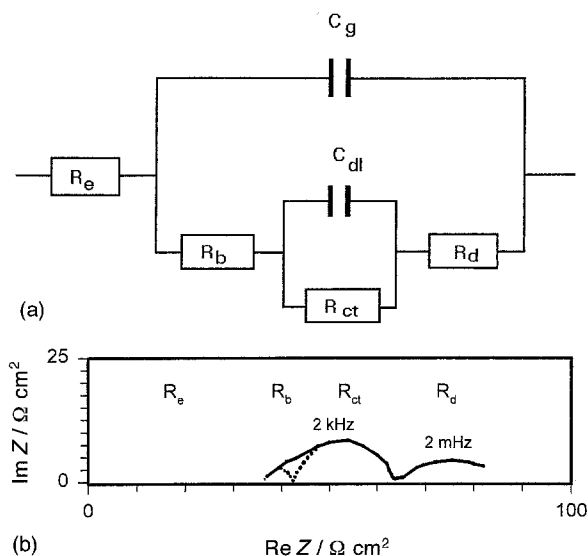 C_g
C_dl
R_e
R_b
R_d
R_ct
(a)
25
R_e R_b R_ct R_d
2 kHz
2 mHz
Im Z / Ω cm²
0
0 100
(b)
Re Z / Ω cm²